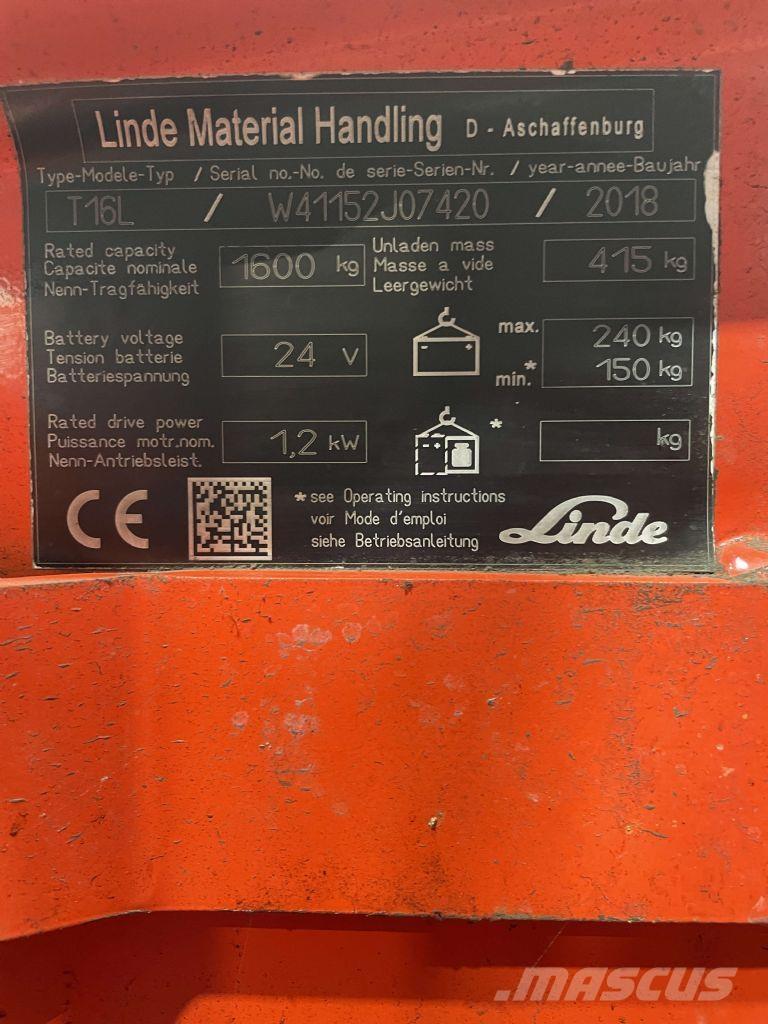 Linde Material Handling D - Aschaffenburg
Type-Modele-Typ / Serial no.-No. de serie-Serien-Nr. / year-annee-Baujahr
T16L / W41152J07420 / 2018
Rated capacity
Capacite nominale
Nenn-Tragfähigkeit
1600 kg
Unladen mass
Masse a vide
Leergewicht
415 kg
Battery voltage
Tension batterie
Batteriespannung
24 V
- +
max. 240 kg
min.* 150 kg
Rated drive power
Puissance motr.nom.
Nenn-Antriebsleist.
1,2 kW
- +
* kg
CE
* see Operating instructions
voir Mode d'emploi
siehe Betriebsanleitung
Linde
MASCUS